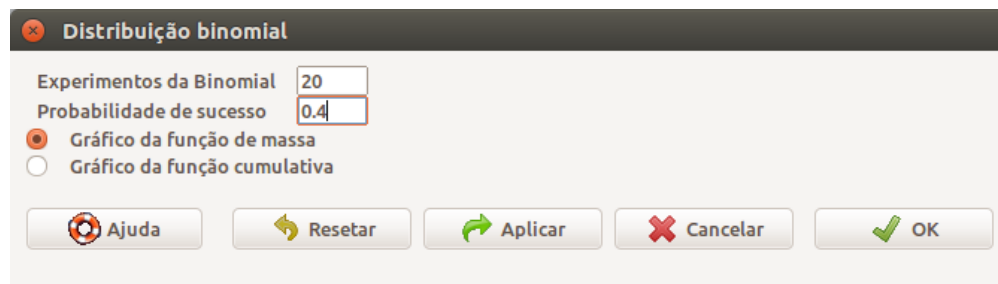 Distribuição binomial
Experimentos da Binomial 20
Probabilidade de sucesso 0.4
Gráfico da função de massa
Gráfico da função cumulativa
Ajuda Resetar Aplicar Cancelar OK